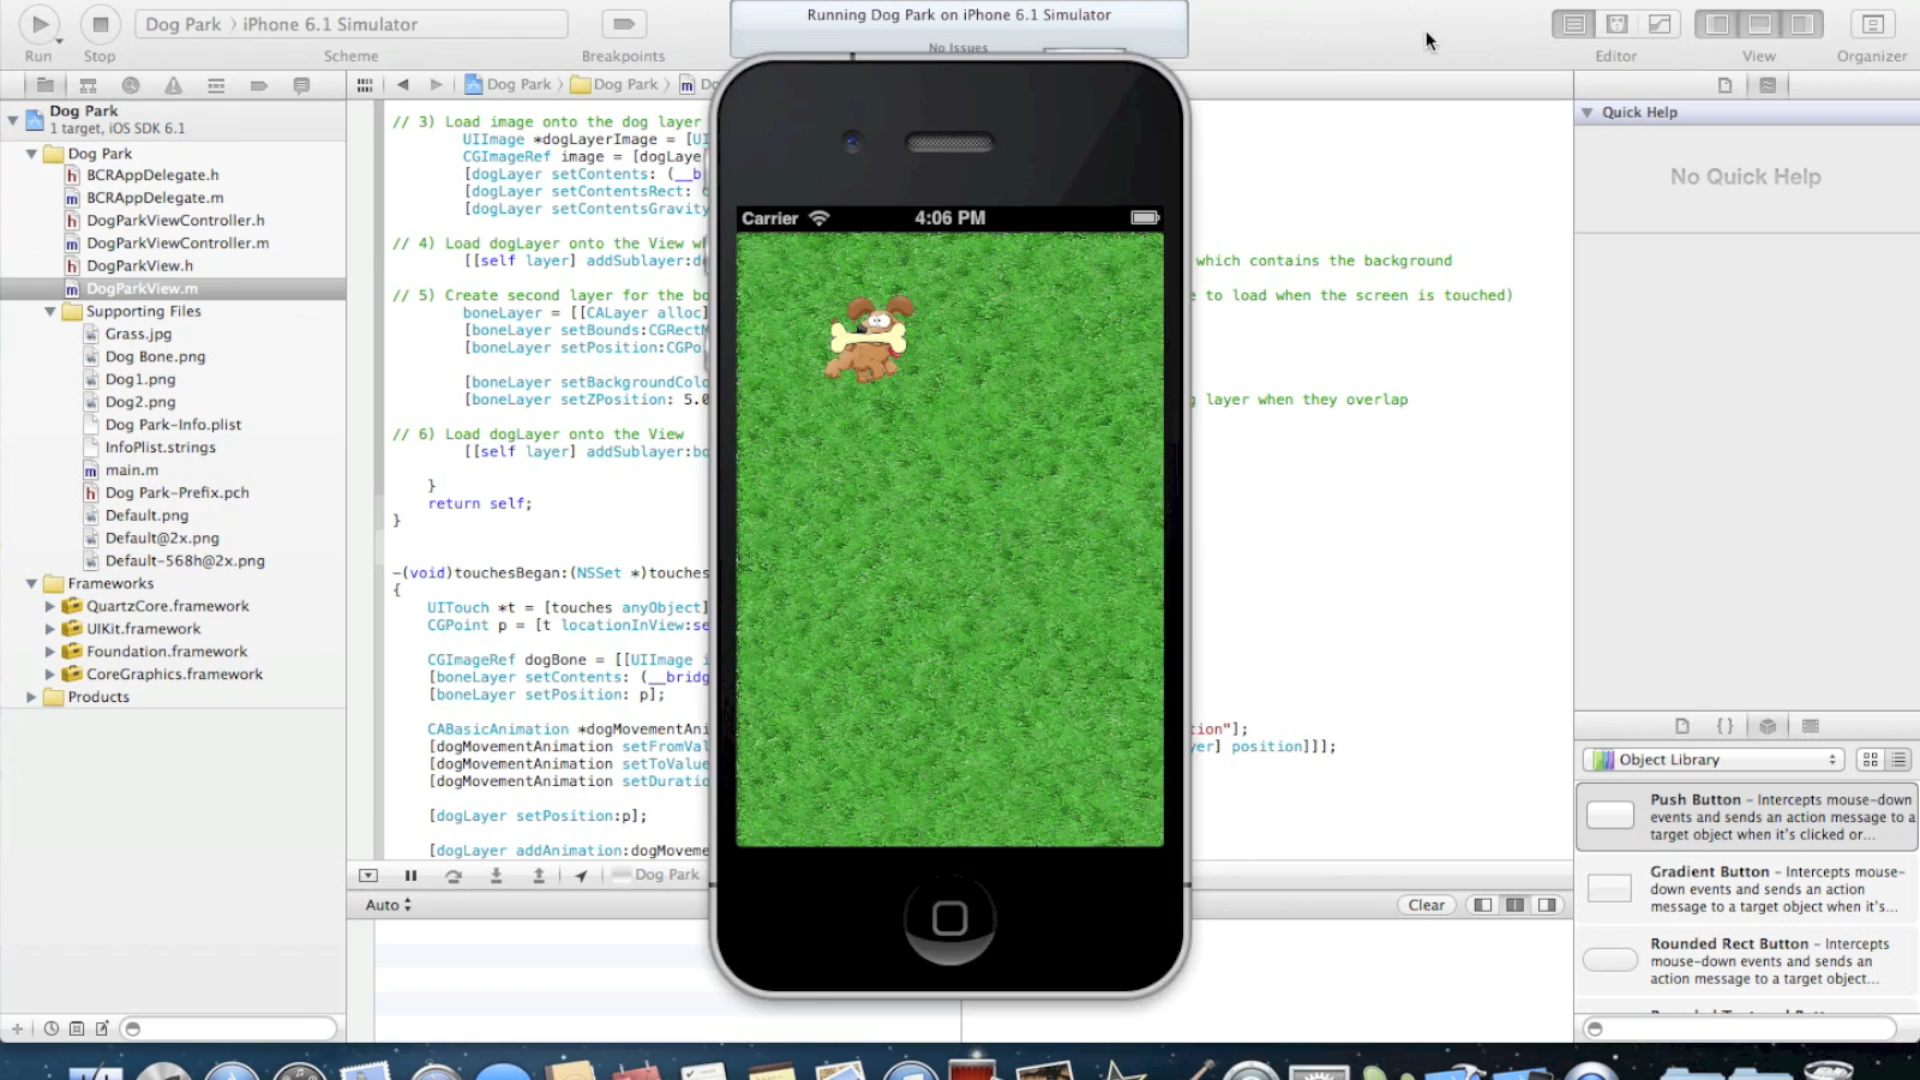 Dog Park 〉iPhone 6.1 Simulator
Running Dog Park on iPhone 6.1 Simulator
No Issues
Run
Stop
Scheme
Breakpoints
Editor
View
Organizer
Dog Park
1 target, iOS SDK 6.1
Dog Park
BCRAppDelegate.h
BCRAppDelegate.m
DogParkViewController.h
DogParkViewController.m
DogParkView.h
DogParkView.m
Supporting Files
Grass.jpg
Dog Bone.png
Dog1.png
Dog2.png
Dog Park-Info.plist
InfoPlist.strings
main.m
Dog Park-Prefix.pch
Default.png
Default@2x.png
Default-568h@2x.png
Frameworks
QuartzCore.framework
UIKit.framework
Foundation.framework
CoreGraphics.framework
Products
Dog Park 〉 Dog Park 〉
// 3) Load image onto the dog layer
UIImage *dogLayerImage = [UI
CGImageRef image = [dogLaye
[dogLayer setContents: (__b
[dogLayer setContentsRect:
[dogLayer setContentsGravity
// 4) Load dogLayer onto the View
[[self layer] addSublayer:d which contains the background
// 5) Create second layer for the bo e to load when the screen is touched)
boneLayer = [[CALayer alloc]
[boneLayer setBounds:CGRectM
[boneLayer setPosition:CGPo
[boneLayer setBackgroundColo
[boneLayer setZPosition: 5.0 layer when they overlap
// 6) Load dogLayer onto the View
[[self layer] addSublayer:bo
}
return self;
}
-(void)touchesBegan:(NSSet *)touches
{
UITouch *t = [touches anyObject]
CGPoint p = [t locationInView:se
CGImageRef dogBone = [[UIImage i
[boneLayer setContents: (__bridg
[boneLayer setPosition: p];
CABasicAnimation *dogMovementAni tion"];
[dogMovementAnimation setFromVal yer] position]]];
[dogMovementAnimation setToValue
[dogMovementAnimation setDuratio
[dogLayer setPosition:p];
[dogLayer addAnimation:dogMoveme
Carrier
4:06 PM
Dog Park
Auto
Clear
Quick Help
No Quick Help
Object Library
Push Button – Intercepts mouse-down
events and sends an action message to a
target object when it's clicked or...
Gradient Button – Intercepts mouse-
down events and sends an action
message to a target object when it's...
Rounded Rect Button – Intercepts
mouse-down events and sends an
action message to a target object...